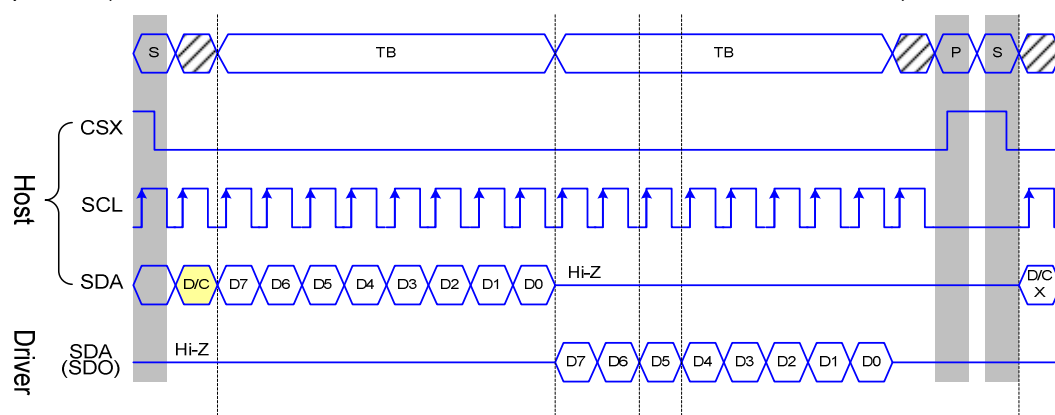 S TB TB P S
Host
CSX
SCL
SDA D/C D7 D6 D5 D4 D3 D2 D1 D0 Hi-Z D/C
X
Driver
SDA
(SDO)
Hi-Z D7 D6 D5 D4 D3 D2 D1 D0